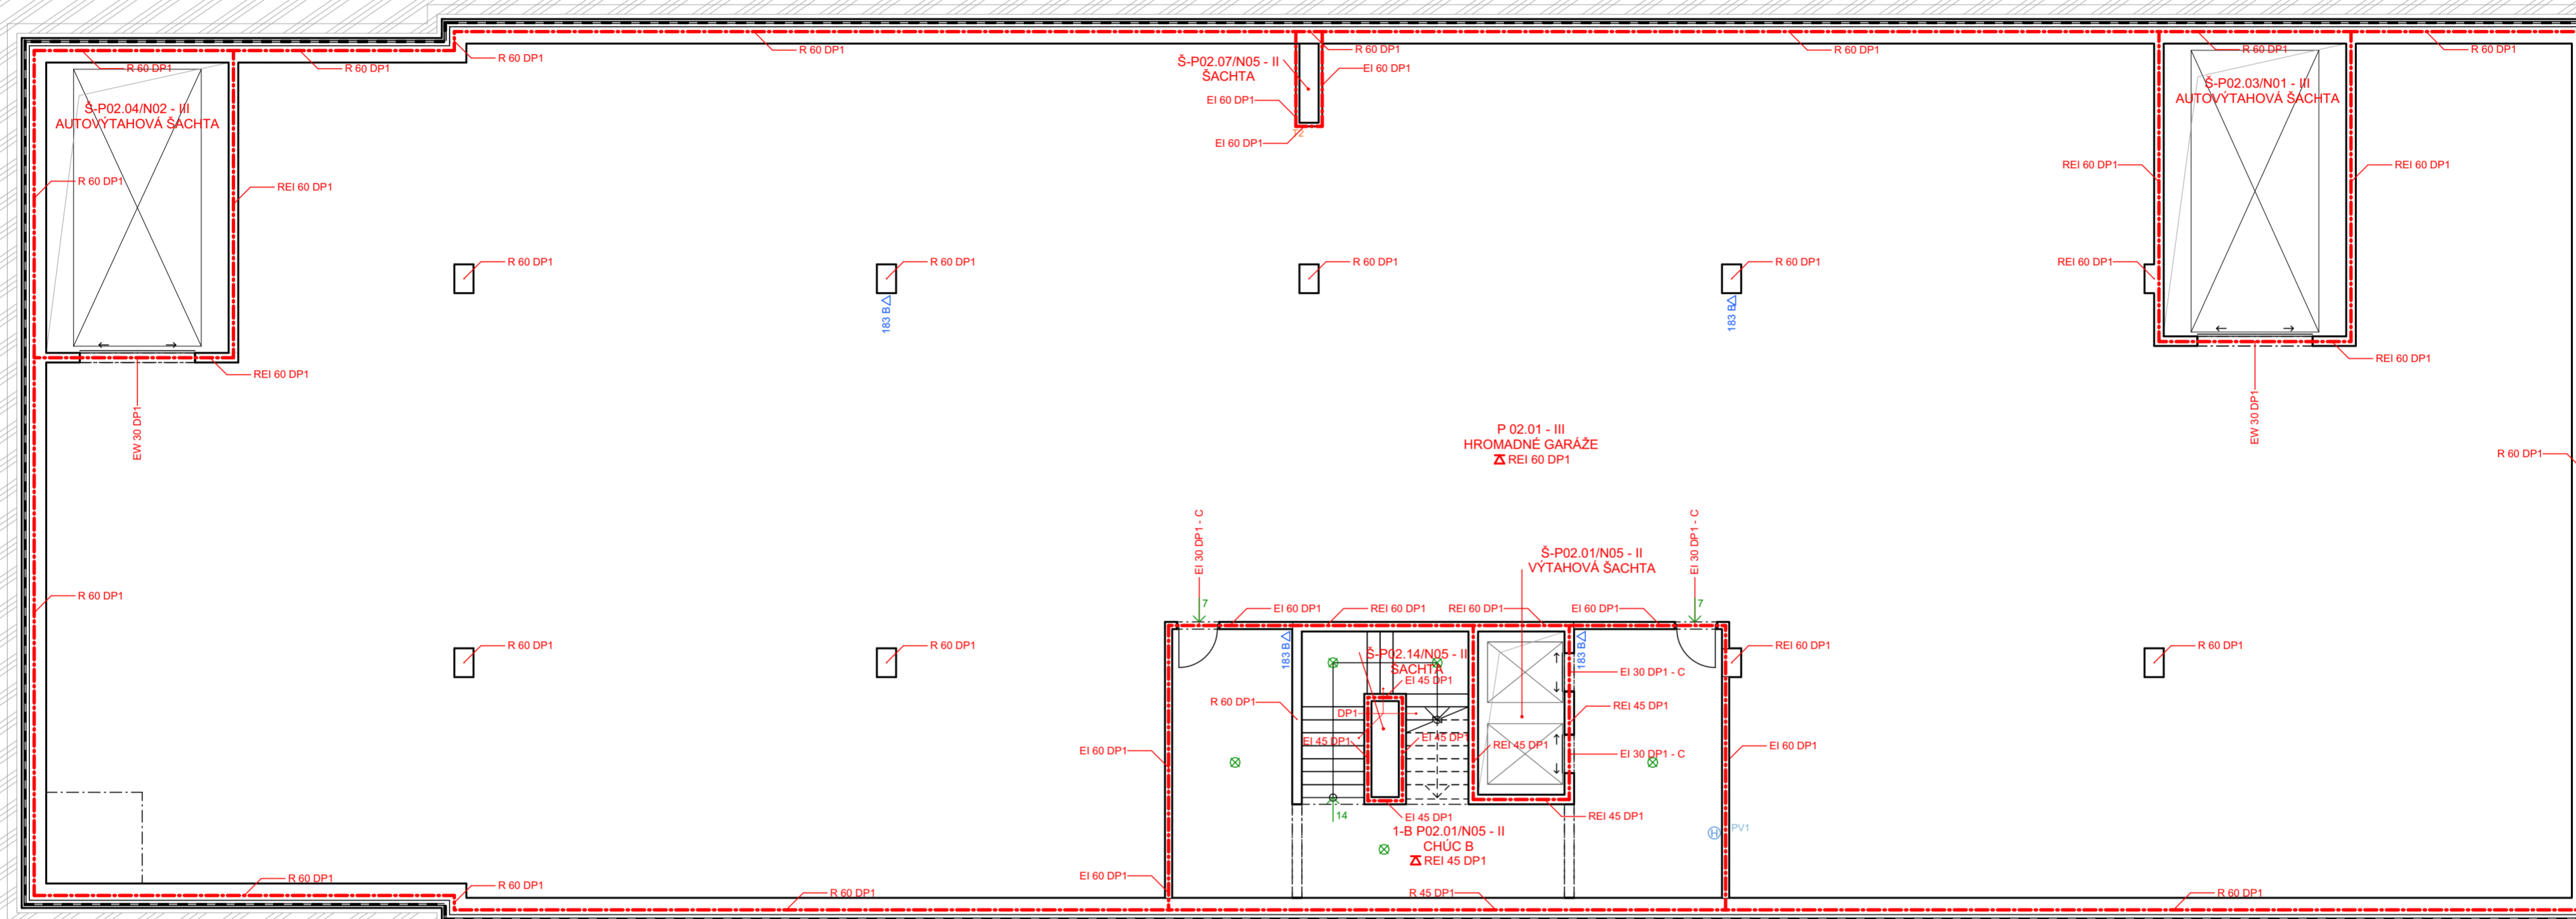 R 60 DP1
R 60 DP1
R 60 DP1
R 60 DP1
R 60 DP1
R 60 DP1
R 60 DP1
R 60 DP1
R 60 DP1
Š-P02.07/N05 - II
ŠACHTA
EI 60 DP1
EI 60 DP1
12
EI 60 DP1
Š-P02.04/N02 - III
AUTOVÝTAHOVÁ ŠACHTA
Š-P02.03/N01 - III
AUTOVÝTAHOVÁ ŠACHTA
R 60 DP1
REI 60 DP1
REI 60 DP1
REI 60 DP1
R 60 DP1
R 60 DP1
R 60 DP1
R 60 DP1
REI 60 DP1
183 B
183 B
REI 60 DP1
REI 60 DP1
EW 30 DP1
EW 30 DP1
P 02.01 - III
HROMADNÉ GARÁŽE
REI 60 DP1
R 60 DP1
EI 30 DP1 - C
EI 30 DP1 - C
Š-P02.01/N05 - II
VÝTAHOVÁ ŠACHTA
R 60 DP1
7
7
EI 60 DP1
REI 60 DP1
REI 60 DP1
EI 60 DP1
R 60 DP1
R 60 DP1
183 B
Š-P02.14/N05 - II
ŠACHTA
183 B
REI 60 DP1
R 60 DP1
EI 45 DP1
EI 30 DP1 - C
R 60 DP1
DP1
REI 45 DP1
EI 60 DP1
EI 45 DP1
EI 45 DP1
REI 45 DP1
EI 30 DP1 - C
EI 60 DP1
14
EI 45 DP1
REI 45 DP1
1-B P02.01/N05 - II
CHÚC B
REI 45 DP1
H
PV1
R 60 DP1
R 60 DP1
R 60 DP1
EI 60 DP1
R 45 DP1
R 60 DP1